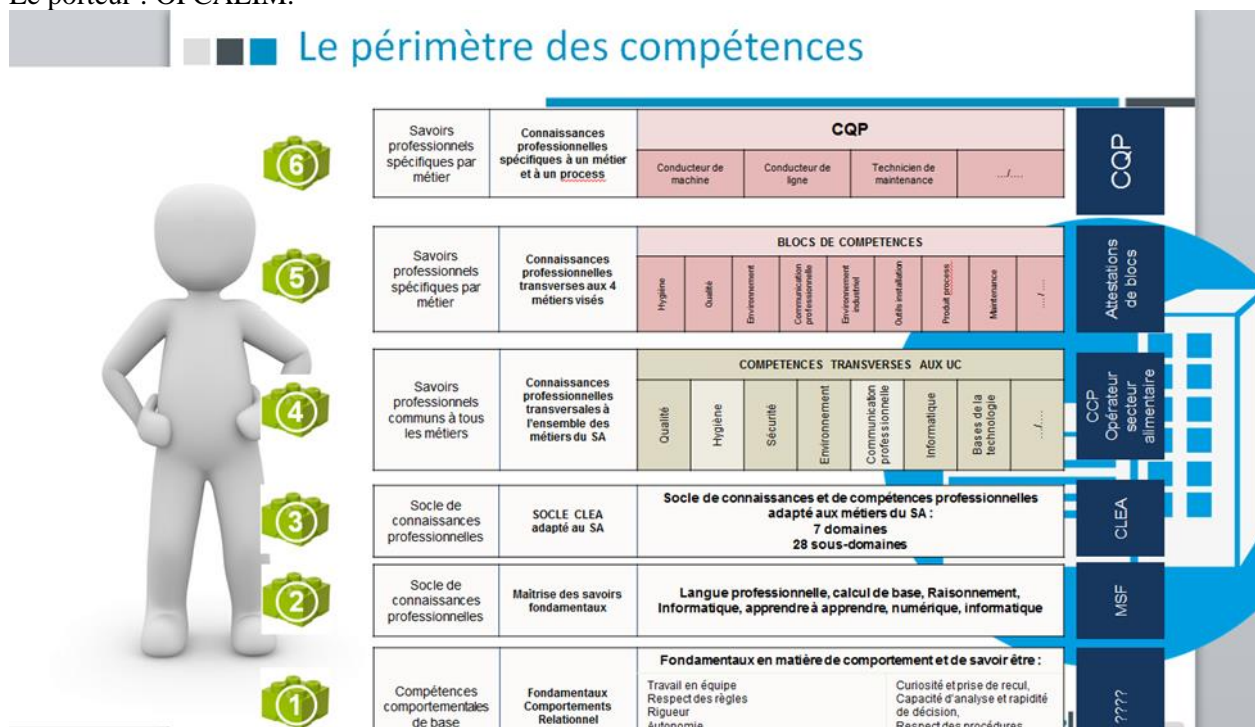 Le porteur : OPCALIM.
Le périmètre des compétences
6
Savoirs
professionnels
spécifiques par
métier
Connaissances
professionnelles
spécifiques à un métier
et à un process
CQP
Conducteur de
machine
Conducteur de
ligne
Technicien de
maintenance
…/….
CQP
5
Savoirs
professionnels
spécifiques par
métier
Connaissances
professionnelles
transverses aux 4
métiers visés
BLOCS DE COMPETENCES
Hygiène
Qualité
Environnement
Communication
professionnelle
Environnement
industriel
Outils installation
Produit process
Maintenance
…./ ….
Attestations
de blocs
4
Savoirs
professionnels
communs à tous
les métiers
Connaissances
professionnelles
transversales à
l'ensemble des
métiers du SA
COMPETENCES TRANSVERSES AUX UC
Qualité
Hygiène
Sécurité
Environnement
Communication
professionnelle
Informatique
Bases de la
technologie
…/….
CCP
Opérateur
secteur
alimentaire
3
Socle de
connaissances
professionnelles
SOCLE CLEA
adapté au SA
Socle de connaissances et de compétences professionnelles
adapté aux métiers du SA :
7 domaines
28 sous-domaines
CLEA
2
Socle de
connaissances
professionnelles
Maîtrise des savoirs
fondamentaux
Langue professionnelle, calcul de base, Raisonnement,
Informatique, apprendre à apprendre, numérique, informatique
MSF
1
Compétences
comportementales
de base
Fondamentaux
Comportements
Relationnel
Fondamentaux en matière de comportement et de savoir être :
Travail en équipe
Respect des règles
Rigueur
Autonomie
Curiosité et prise de recul,
Capacité d'analyse et rapidité
de décision,
Respect des procédures
????